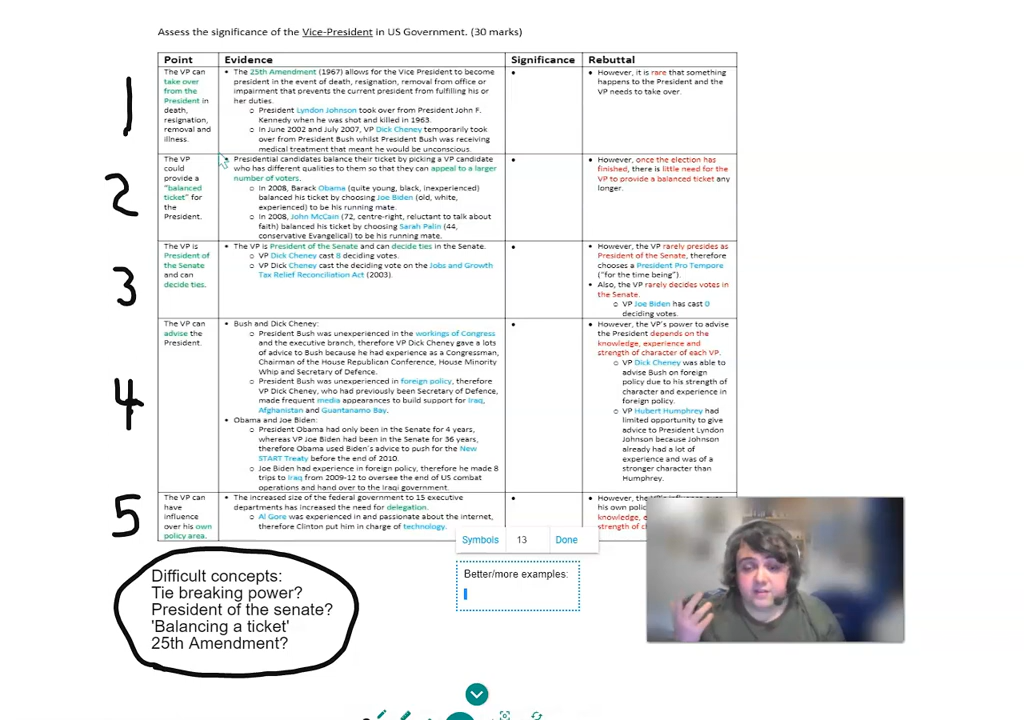 Assess the significance of the Vice-President in US Government. (30 marks)
Point Evidence Significance Rebuttal
1
The VP can
take over
from the
President in
death,
resignation,
removal and
illness.
• The 25th Amendment (1967) allows for the Vice President to become
president in the event of death, resignation, removal from office or
impairment that prevents the current president from fulfilling his or
her duties.
o President Lyndon Johnson took over from President John F.
Kennedy when he was shot and killed in 1963.
o In June 2002 and July 2007, VP Dick Cheney temporarily took
over from President Bush whilst President Bush was receiving
medical treatment that meant he would be unconscious.
•
• However, it is rare that something
happens to the President and the
VP needs to take over.
2
The VP
could
provide a
“balanced
ticket” for
the
President.
• Presidential candidates balance their ticket by picking a VP candidate
who has different qualities to them so that they can appeal to a larger
number of voters.
o In 2008, Barack Obama (quite young, black, inexperienced)
balanced his ticket by choosing Joe Biden (old, white,
experienced) to be his running mate.
o In 2008, John McCain (72, centre-right, reluctant to talk about
faith) balanced his ticket by choosing Sarah Palin (44,
conservative Evangelical) to be his running mate.
•
• However, once the election has
finished, there is little need for the
VP to provide a balanced ticket any
longer.
3
The VP is
President of
the Senate
and can
decide ties.
• The VP is President of the Senate and can decide ties in the Senate.
o VP Dick Cheney cast 8 deciding votes.
o VP Dick Cheney cast the deciding vote on the Jobs and Growth
Tax Relief Reconciliation Act (2003).
•
• However, the VP rarely presides as
President of the Senate, therefore
chooses a President Pro Tempore
(“for the time being”).
• Also, the VP rarely decides votes in
the Senate.
o VP Joe Biden has cast 0
deciding votes.
4
The VP can
advise the
President.
• Bush and Dick Cheney:
o President Bush was unexperienced in the workings of Congress
and the executive branch, therefore VP Dick Cheney gave a lots
of advice to Bush because he had experience as a Congressman,
Chairman of the House Republican Conference, House Minority
Whip and Secretary of Defence.
o President Bush was unexperienced in foreign policy, therefore
VP Dick Cheney, who had previously been Secretary of Defence,
made frequent media appearances to build support for Iraq,
Afghanistan and Guantanamo Bay.
• Obama and Joe Biden:
o President Obama had only been in the Senate for 4 years,
whereas VP Joe Biden had been in the Senate for 36 years,
therefore Obama used Biden’s advice to push for the New
START Treaty before the end of 2010.
o Joe Biden had experience in foreign policy, therefore he made 8
trips to Iraq from 2009-12 to oversee the end of US combat
operations and hand over to the Iraqi government.
•
• However, the VP’s power to advise the
President depends on the
knowledge, experience and
strength of character of each VP.
o VP Dick Cheney was able to
advise Bush on foreign
policy due to his strength of
character and experience in
foreign policy.
o VP Hubert Humphrey had
limited opportunity to give
advice to President Lyndon
Johnson because Johnson
already had a lot of
experience and was of a
stronger character than
Humphrey.
5
The VP can
have
influence
over his own
policy area.
• The increased size of the federal government to 15 executive
departments has increased the need for delegation.
o Al Gore was experienced in and passionate about the internet,
therefore Clinton put him in charge of technology.
•
• However, the VP’s influence over
his own poli
knowledge, e
strength of c
Symbols 13 Done
Better/more examples:
Difficult concepts:
Tie breaking power?
President of the senate?
'Balancing a ticket'
25th Amendment?